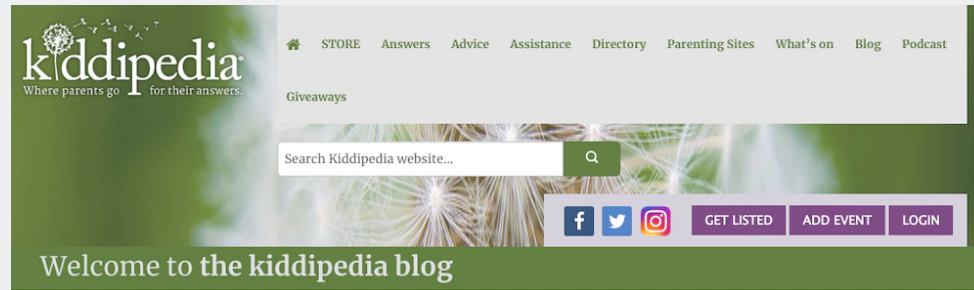 kiddipedia
Where parents go for their answers.
STORE Answers Advice Assistance Directory Parenting Sites What's on Blog Podcast
Giveaways
Search Kiddipedia website...
GET LISTED ADD EVENT LOGIN
Welcome to the kiddipedia blog